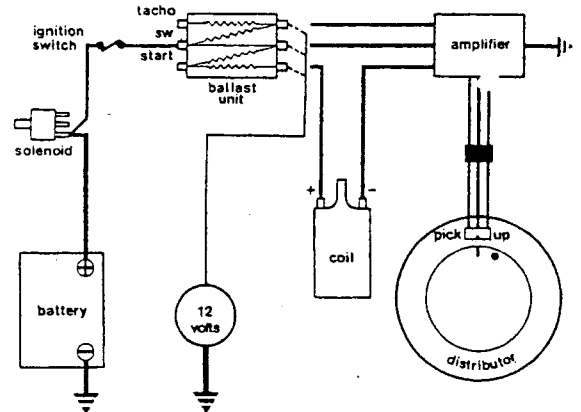 tacho
ignition
switch
sw
start
ballast
unit
amplifier
solenoid
+
-
pick up
coil
battery
12
volts
distributor